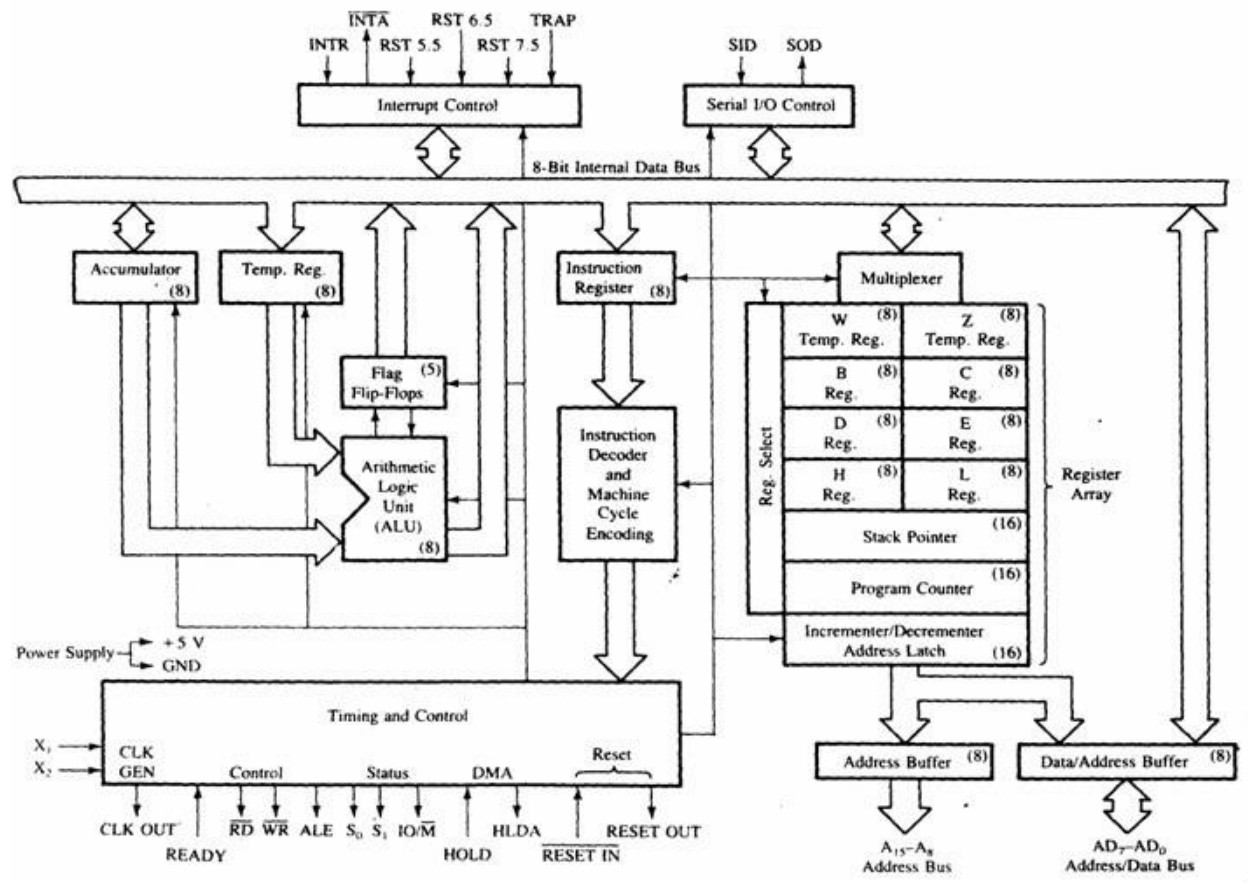 INTA
RST 6.5
TRAP
INTR
RST 5.5
RST 7.5
SID
SOD
Interrupt Control
Serial I/O Control
8-Bit Internal Data Bus
Accumulator
(8)
Temp. Reg.
(8)
Instruction
Register
(8)
Multiplexer
W
(8)
Temp. Reg.
Z
(8)
Temp. Reg.
Flag
(5)
Flip-Flops
B
(8)
Reg.
C
(8)
Reg.
D
(8)
Reg.
E
(8)
Reg.
H
(8)
Reg.
L
(8)
Reg.
Reg. Select
Register
Array
Arithmetic
Logic
Unit
(ALU)
(8)
Instruction
Decoder
and
Machine
Cycle
Encoding
Stack Pointer
(16)
Program Counter
(16)
Incrementer/Decrementer
Address Latch
(16)
Power Supply
+5 V
GND
Timing and Control
X₁
X₂
CLK
GEN
Control
Status
DMA
Reset
Address Buffer
(8)
Data/Address Buffer
(8)
CLK OUT
READY
RD
WR
ALE
S₀
S₁
IO/M
HOLD
HLDA
RESET IN
RESET OUT
A₁₅–A₈
Address Bus
AD₇–AD₀
Address/Data Bus